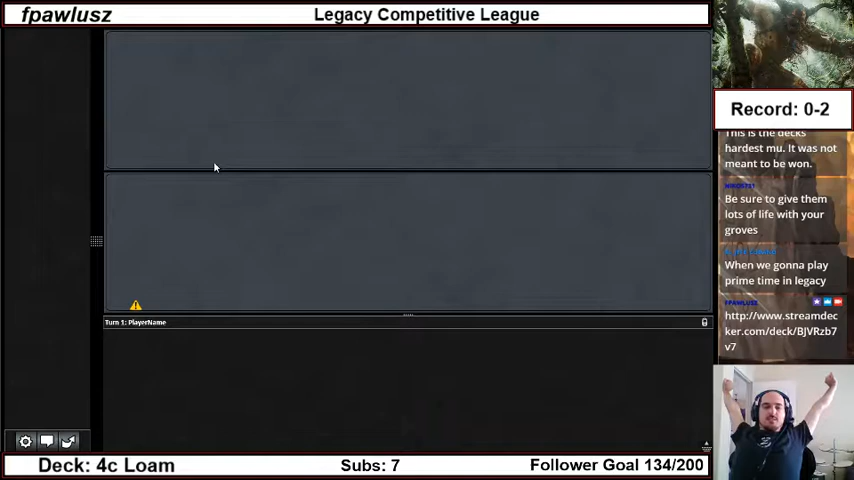 fpawlusz
Legacy Competitive League
Record: 0-2
This is the decks
hardest mu. It was not
meant to be won.
Be sure to give them
lots of life with your
groves
When we gonna play
prime time in legacy
FPAWLUSZ
http://www.streamdec
ker.com/deck/BJVRzb7
v7
Turn 1: PlayerName
Deck: 4c Loam
Subs: 7
Follower Goal 134/200